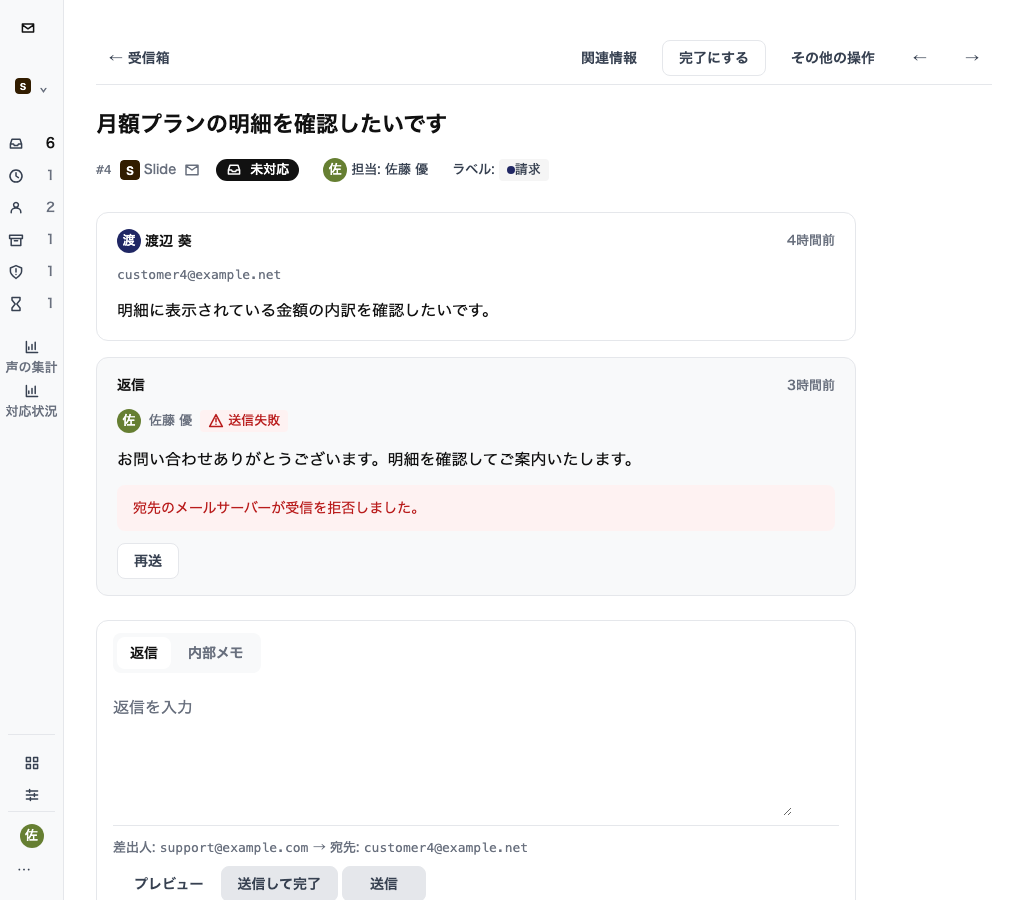 S
6
1
2
1
1
1
声の集計
対応状況
佐
…
← 受信箱
関連情報
完了にする
その他の操作
←
→
月額プランの明細を確認したいです
#4 S Slide 未対応 佐 担当: 佐藤 優 ラベル: 請求
渡 渡辺 葵 4時間前
customer4@example.net
明細に表示されている金額の内訳を確認したいです。
返信 3時間前
佐 佐藤 優 送信失敗
お問い合わせありがとうございます。明細を確認してご案内いたします。
宛先のメールサーバーが受信を拒否しました。
再送
返信 内部メモ
返信を入力
差出人: support@example.com → 宛先: customer4@example.net
プレビュー 送信して完了 送信